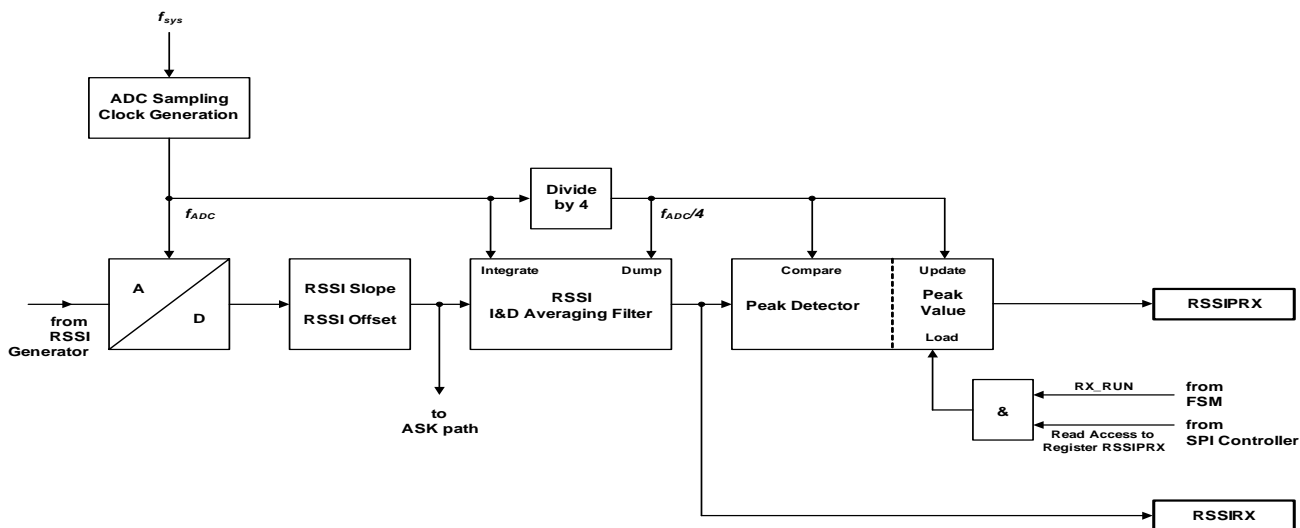 fsys
ADC Sampling
Clock Generation
Divide
by 4
fADC
fADC/4
A
D
from
RSSI
Generator
RSSI Slope
RSSI Offset
to
ASK path
Integrate
Dump
RSSI
I&D Averaging Filter
Compare
Peak Detector
Update
Peak
Value
Load
RSSIPRX
&
RX_RUN
from
FSM
Read Access to
Register RSSIPRX
from
SPI Controller
RSSIRX